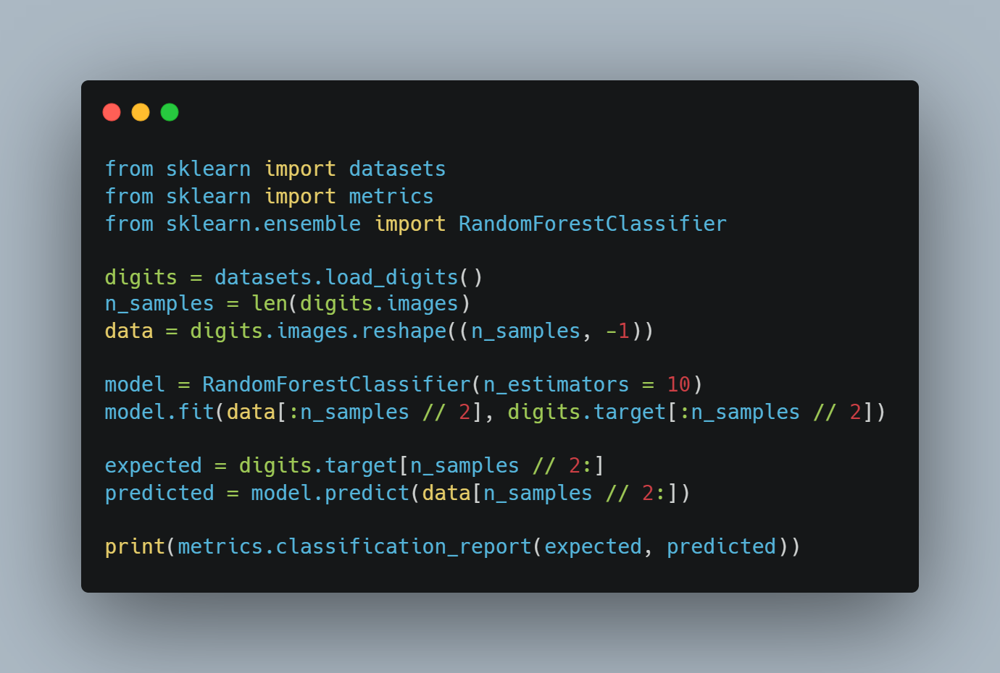 from sklearn import datasets
from sklearn import metrics
from sklearn.ensemble import RandomForestClassifier
digits = datasets.load_digits()
n_samples = len(digits.images)
data = digits.images.reshape((n_samples, -1))
model = RandomForestClassifier(n_estimators = 10)
model.fit(data[:n_samples // 2], digits.target[:n_samples // 2])
expected = digits.target[n_samples // 2:]
predicted = model.predict(data[n_samples // 2:])
print(metrics.classification_report(expected, predicted))